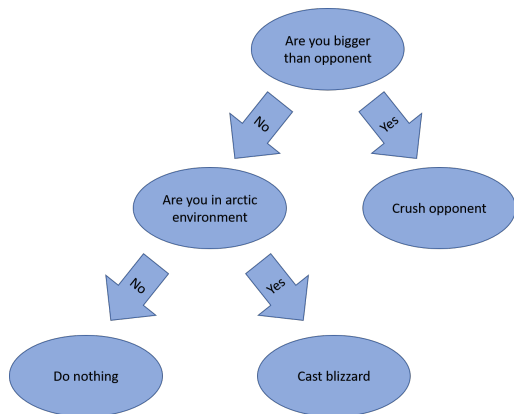 Are you bigger
than opponent
No
Yes
Are you in arctic
environment
Crush opponent
No
Yes
Do nothing
Cast blizzard